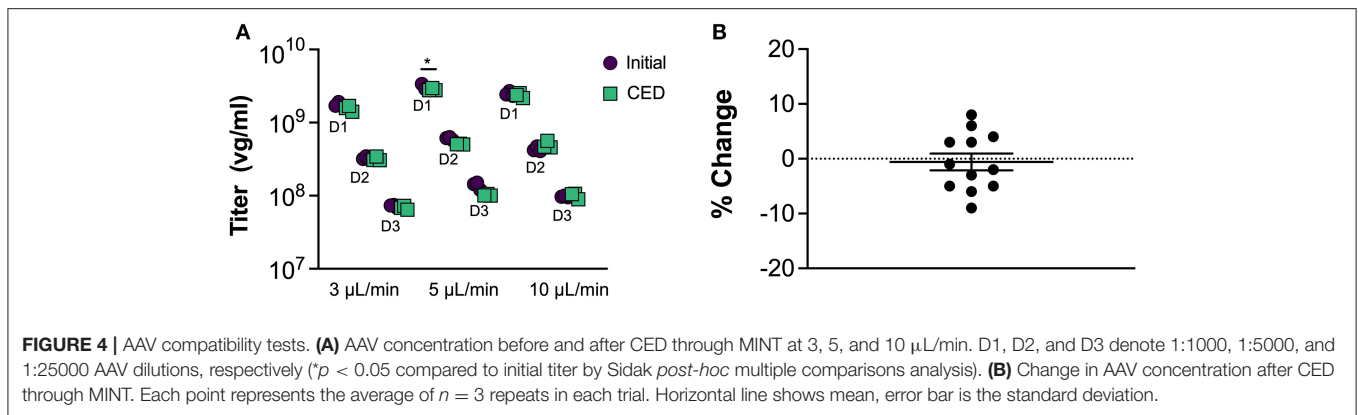 A
10^10
10^9
10^8
10^7
Titer (vg/ml)
*
D1
D2
D3
D1
D2
D3
D1
D2
D3
3 μL/min
5 μL/min
10 μL/min
Initial
CED
B
20
10
0
-10
-20
% Change
FIGURE 4 | AAV compatibility tests. (A) AAV concentration before and after CED through MINT at 3, 5, and 10 μL/min. D1, D2, and D3 denote 1:1000, 1:5000, and
1:25000 AAV dilutions, respectively (*p < 0.05 compared to initial titer by Sidak post-hoc multiple comparisons analysis). (B) Change in AAV concentration after CED
through MINT. Each point represents the average of n = 3 repeats in each trial. Horizontal line shows mean, error bar is the standard deviation.